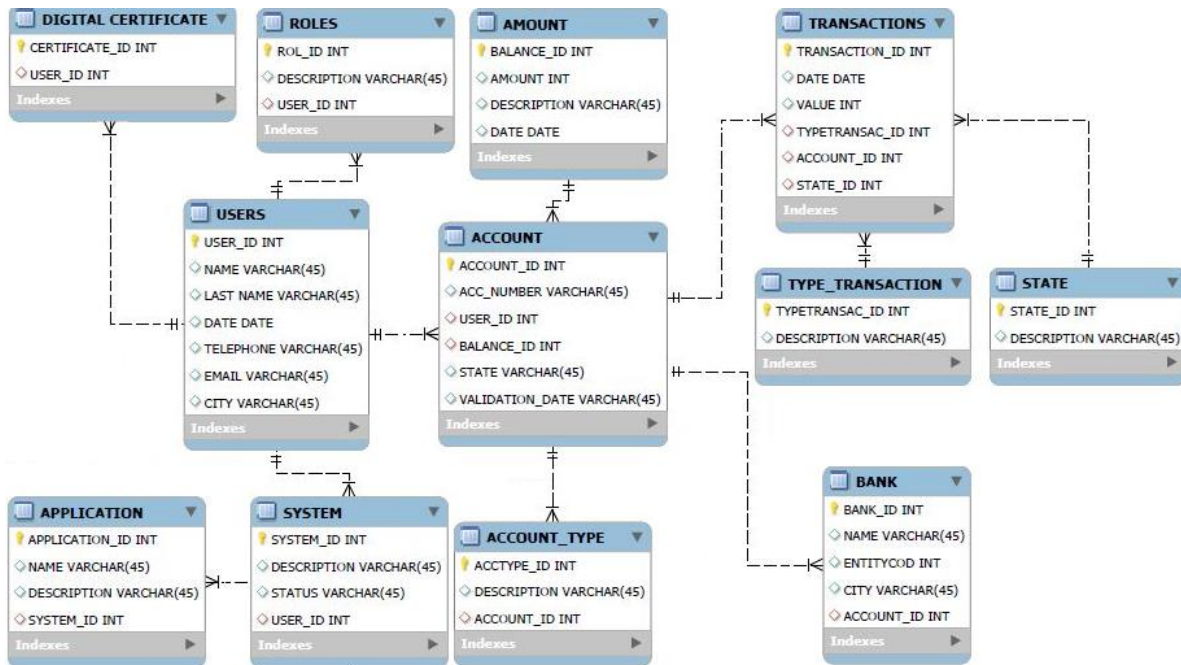 DIGITAL CERTIFICATE
CERTIFICATE_ID INT
USER_ID INT
Indexes
ROLES
ROL_ID INT
DESCRIPTION VARCHAR(45)
USER_ID INT
Indexes
AMOUNT
BALANCE_ID INT
AMOUNT INT
DESCRIPTION VARCHAR(45)
DATE DATE
Indexes
TRANSACTIONS
TRANSACTION_ID INT
DATE DATE
VALUE INT
TYPETRANSAC_ID INT
ACCOUNT_ID INT
STATE_ID INT
Indexes
USERS
USER_ID INT
NAME VARCHAR(45)
LAST NAME VARCHAR(45)
DATE DATE
TELEPHONE VARCHAR(45)
EMAIL VARCHAR(45)
CITY VARCHAR(45)
Indexes
ACCOUNT
ACCOUNT_ID INT
ACC_NUMBER VARCHAR(45)
USER_ID INT
BALANCE_ID INT
STATE VARCHAR(45)
VALIDATION_DATE VARCHAR(45)
Indexes
TYPE_TRANSACTION
TYPETRANSAC_ID INT
DESCRIPTION VARCHAR(45)
Indexes
STATE
STATE_ID INT
DESCRIPTION VARCHAR(45)
Indexes
APPLICATION
APPLICATION_ID INT
NAME VARCHAR(45)
DESCRIPTION VARCHAR(45)
SYSTEM_ID INT
Indexes
SYSTEM
SYSTEM_ID INT
DESCRIPTION VARCHAR(45)
STATUS VARCHAR(45)
USER_ID INT
Indexes
ACCOUNT_TYPE
ACCTYPE_ID INT
DESCRIPTION VARCHAR(45)
ACCOUNT_ID INT
Indexes
BANK
BANK_ID INT
NAME VARCHAR(45)
ENTITYCOD INT
CITY VARCHAR(45)
ACCOUNT_ID INT
Indexes